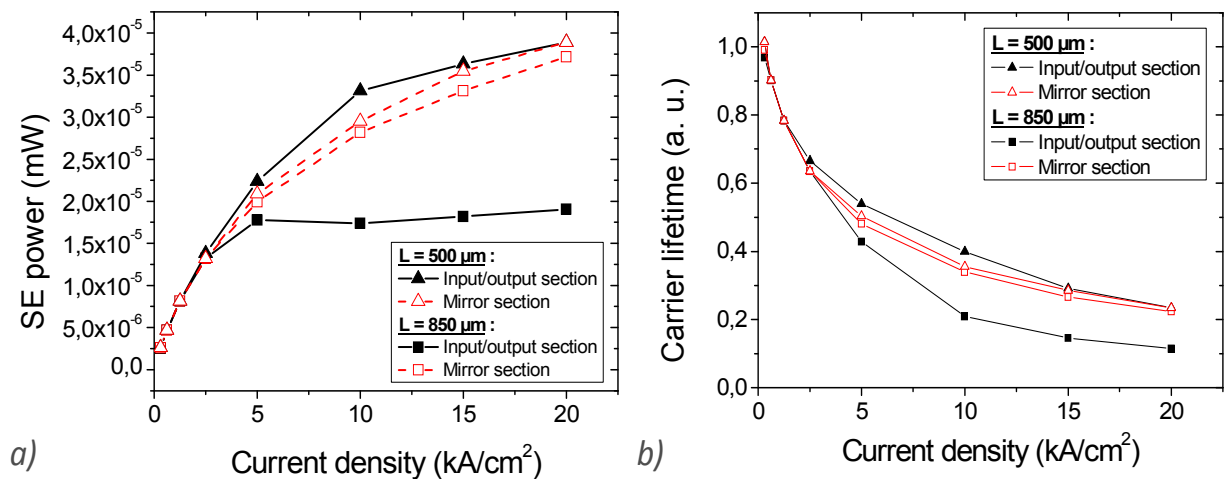 4,0x10-5
3,5x10-5
3,0x10-5
2,5x10-5
2,0x10-5
1,5x10-5
1,0x10-5
5,0x10-6
0,0
SE power (mW)
L = 500 µm :
Input/output section
Mirror section
L = 850 µm :
Input/output section
Mirror section
0 5 10 15 20
Current density (kA/cm2)
a)
1,0
0,8
0,6
0,4
0,2
0,0
Carrier lifetime (a. u.)
L = 500 µm :
Input/output section
Mirror section
L = 850 µm :
Input/output section
Mirror section
0 5 10 15 20
Current density (kA/cm2)
b)